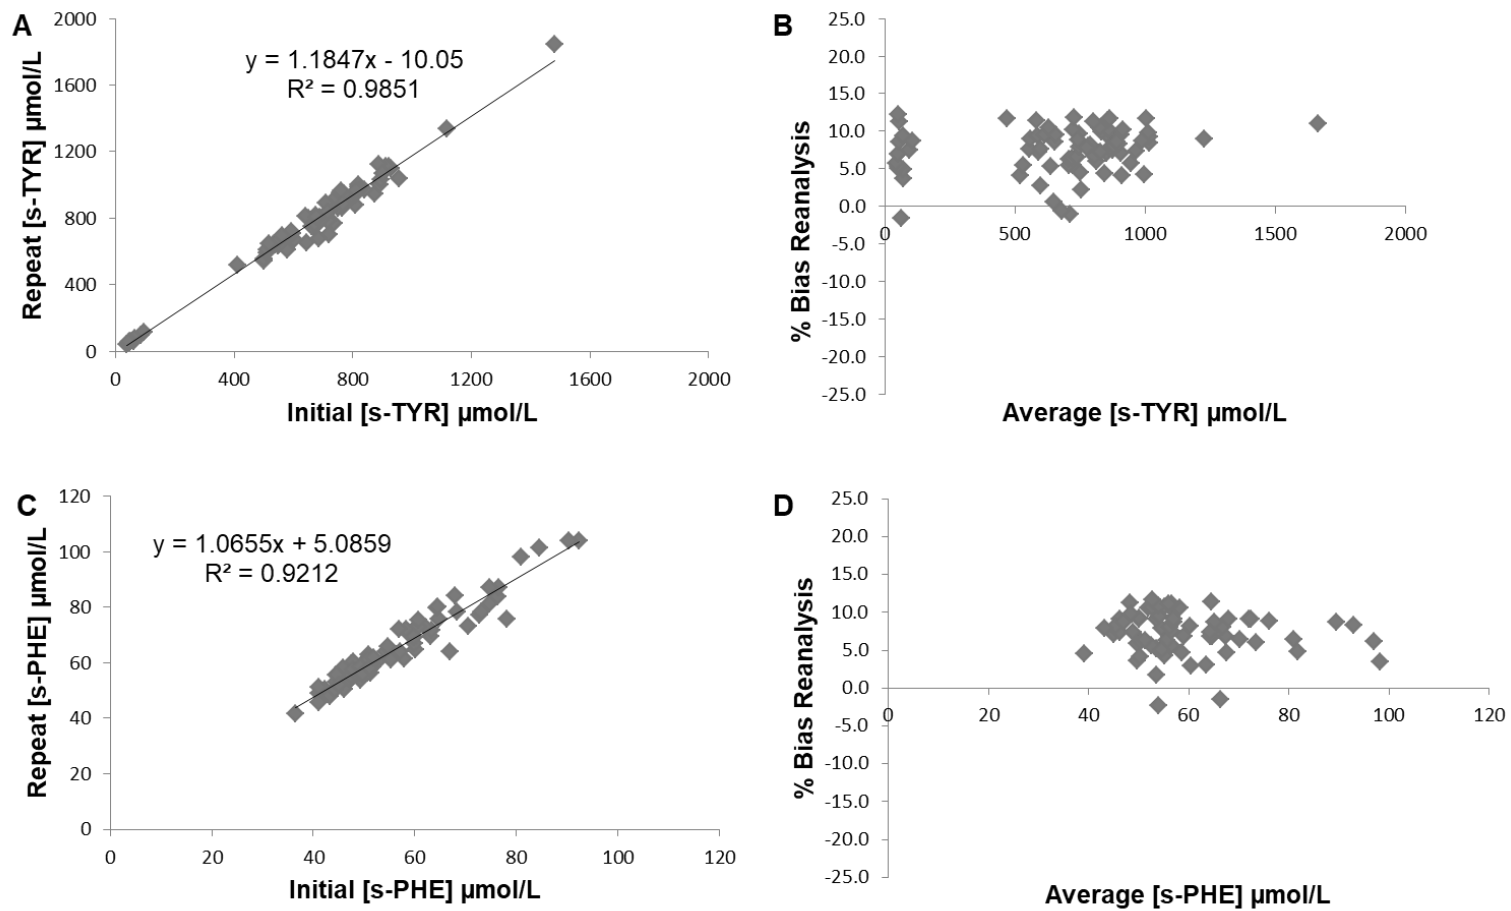 A
y = 1.1847x - 10.05
R² = 0.9851
Repeat [s-TYR] µmol/L
2000
1600
1200
800
400
0
0 400 800 1200 1600 2000
Initial [s-TYR] µmol/L
B
% Bias Reanalysis
25.0
20.0
15.0
10.0
5.0
0.0
-5.0
-10.0
-15.0
-20.0
-25.0
0 500 1000 1500 2000
Average [s-TYR] µmol/L
C
y = 1.0655x + 5.0859
R² = 0.9212
Repeat [s-PHE] µmol/L
120
100
80
60
40
20
0
0 20 40 60 80 100 120
Initial [s-PHE] µmol/L
D
% Bias Reanalysis
25.0
20.0
15.0
10.0
5.0
0.0
-5.0
-10.0
-15.0
-20.0
-25.0
0 20 40 60 80 100 120
Average [s-PHE] µmol/L